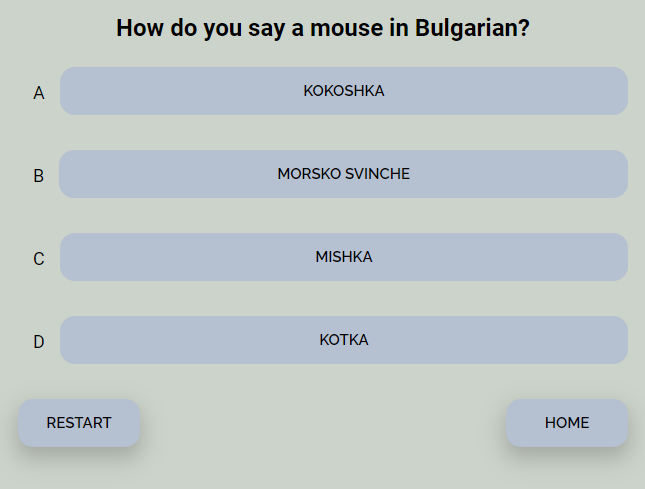 How do you say a mouse in Bulgarian?
A KOKOSHKA
B MORSKO SVINCHE
C MISHKA
D KOTKA
RESTART HOME